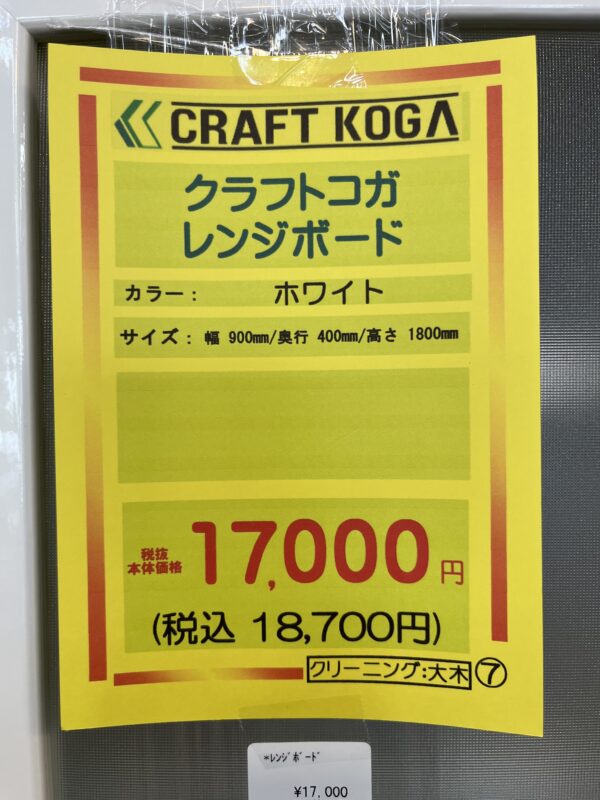 CRAFT KOGA
クラフトコガ
レンジボード
カラー： ホワイト
サイズ： 幅 900mm/奥行 400mm/高さ 1800mm
税抜
本体価格 17,000円
(税込 18,700円)
クリーニング:大木 ⑦
*ﾚﾝｼﾞﾎﾞｰﾄﾞ
¥17,000